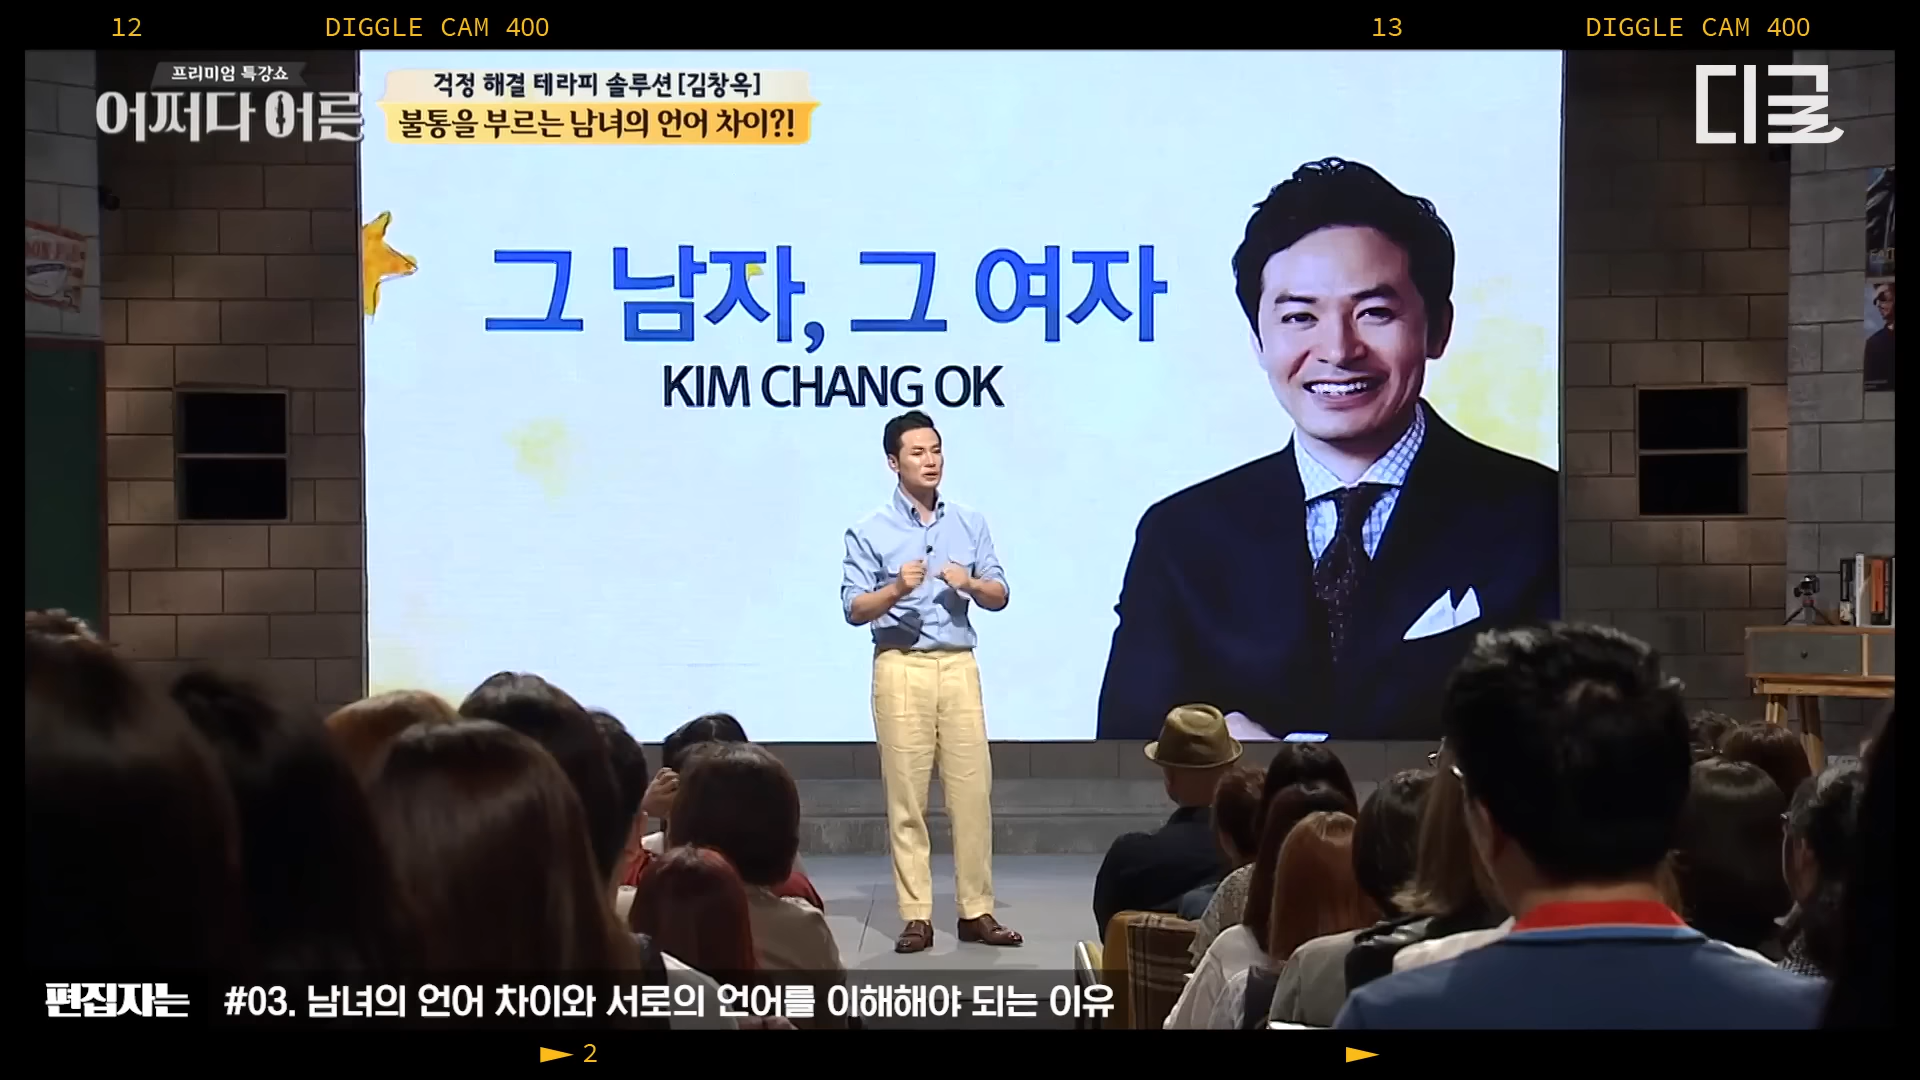 12 DIGGLE CAM 400 13 DIGGLE CAM 400
프리미엄 특강쇼
어쩌다 어른
걱정 해결 테라피 솔루션 [김창옥]
불통을 부르는 남녀의 언어 차이?!
디글
그 남자, 그 여자
KIM CHANG OK
편집자는 #03. 남녀의 언어 차이와 서로의 언어를 이해해야 되는 이유
2